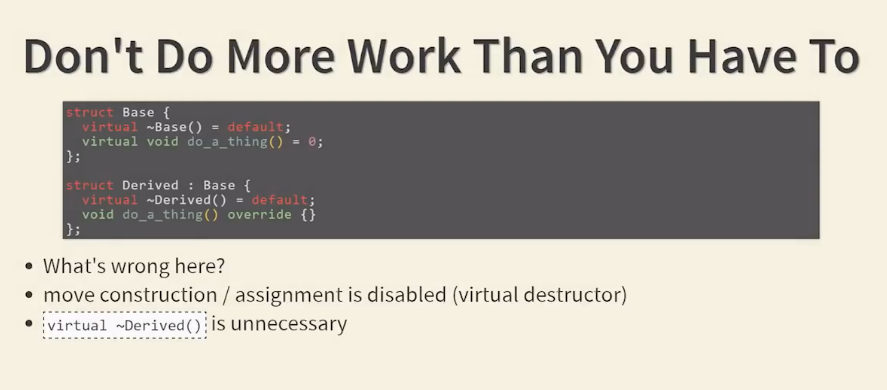 Don't Do More Work Than You Have To
struct Base {
  virtual ~Base() = default;
  virtual void do_a_thing() = 0;
};

struct Derived : Base {
  virtual ~Derived() = default;
  void do_a_thing() override {}
};
• What's wrong here?
• move construction / assignment is disabled (virtual destructor)
• virtual ~Derived() is unnecessary